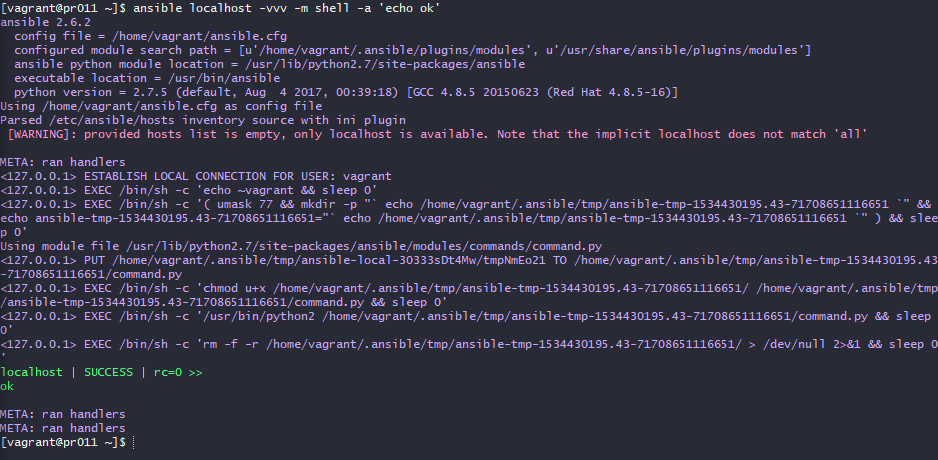 [vagrant@pr011 ~]$ ansible localhost -vvv -m shell -a 'echo ok'
ansible 2.6.2
  config file = /home/vagrant/ansible.cfg
  configured module search path = [u'/home/vagrant/.ansible/plugins/modules', u'/usr/share/ansible/plugins/modules']
  ansible python module location = /usr/lib/python2.7/site-packages/ansible
  executable location = /usr/bin/ansible
  python version = 2.7.5 (default, Aug  4 2017, 00:39:18) [GCC 4.8.5 20150623 (Red Hat 4.8.5-16)]
Using /home/vagrant/ansible.cfg as config file
Parsed /etc/ansible/hosts inventory source with ini plugin
 [WARNING]: provided hosts list is empty, only localhost is available. Note that the implicit localhost does not match 'all'
META: ran handlers
<127.0.0.1> ESTABLISH LOCAL CONNECTION FOR USER: vagrant
<127.0.0.1> EXEC /bin/sh -c 'echo ~vagrant && sleep 0'
<127.0.0.1> EXEC /bin/sh -c '( umask 77 && mkdir -p "` echo /home/vagrant/.ansible/tmp/ansible-tmp-1534430195.43-71708651116651 `" &&
echo ansible-tmp-1534430195.43-71708651116651="` echo /home/vagrant/.ansible/tmp/ansible-tmp-1534430195.43-71708651116651 `" ) && slee
p 0'
Using module file /usr/lib/python2.7/site-packages/ansible/modules/commands/command.py
<127.0.0.1> PUT /home/vagrant/.ansible/tmp/ansible-local-30333sDt4Mw/tmpNmEo21 TO /home/vagrant/.ansible/tmp/ansible-tmp-1534430195.43
-71708651116651/command.py
<127.0.0.1> EXEC /bin/sh -c 'chmod u+x /home/vagrant/.ansible/tmp/ansible-tmp-1534430195.43-71708651116651/ /home/vagrant/.ansible/tmp
/ansible-tmp-1534430195.43-71708651116651/command.py && sleep 0'
<127.0.0.1> EXEC /bin/sh -c '/usr/bin/python2 /home/vagrant/.ansible/tmp/ansible-tmp-1534430195.43-71708651116651/command.py && sleep
0'
<127.0.0.1> EXEC /bin/sh -c 'rm -f -r /home/vagrant/.ansible/tmp/ansible-tmp-1534430195.43-71708651116651/ > /dev/null 2>&1 && sleep 0
'
localhost | SUCCESS | rc=0 >>
ok
META: ran handlers
META: ran handlers
[vagrant@pr011 ~]$